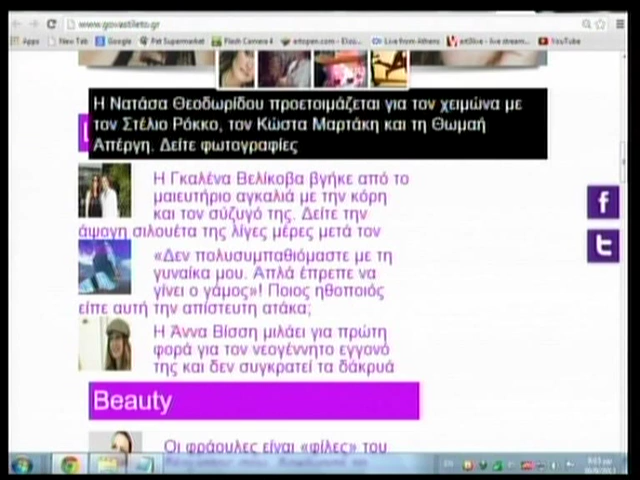 www.govastileto.gr
Apps New Tab Google Pet Supermarket Flash Camera 4 Live from Athens YouTube
Η Νατάσα Θεοδωρίδου προετοιμάζεται για τον χειμώνα με
τον Στέλιο Ρόκκο, τον Κώστα Μαρτάκη και τη Θωμαή
Απέργη. Δείτε φωτογραφίες
Η Γκαλένα Βελίκοβα βγήκε από το
μαιευτήριο αγκαλιά με την κόρη
και τον σύζυγό της. Δείτε την
άψογη σιλουέτα της λίγες μέρες μετά τον
«Δεν πολυσυμπαθιόμαστε με τη
γυναίκα μου. Απλά έπρεπε να
γίνει ο γάμος»! Ποιος ηθοποιός
είπε αυτή την απίστευτη ατάκα;
Η Άννα Βίσση μιλάει για πρώτη
φορά για τον νεογέννητο εγγονό
της και δεν συγκρατεί τα δάκρυά
Beauty
Οι φράουλες είναι «φίλες» του